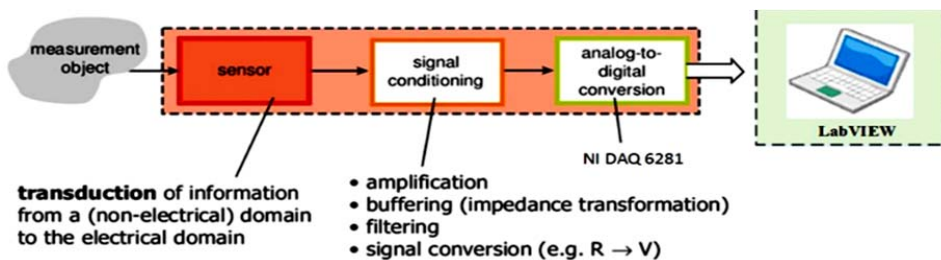 measurement
object
sensor
signal
conditioning
analog-to-
digital
conversion
LabVIEW
NI DAQ 6281
transduction of information
from a (non-electrical) domain
to the electrical domain
• amplification
• buffering (impedance transformation)
• filtering
• signal conversion (e.g. R → V)